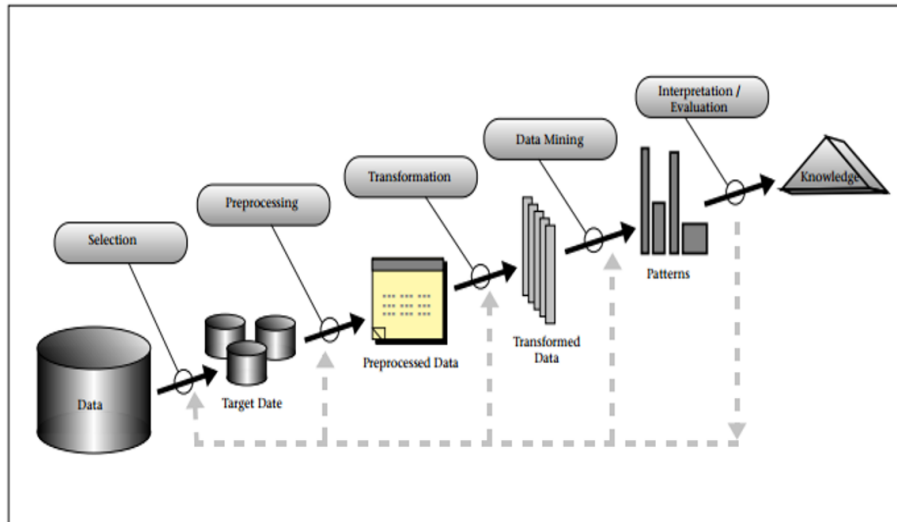 Interpretation /
Evaluation
Data Mining
Transformation
Preprocessing
Selection
Knowledge
Patterns
Transformed
Data
Preprocessed Data
Target Date
Data